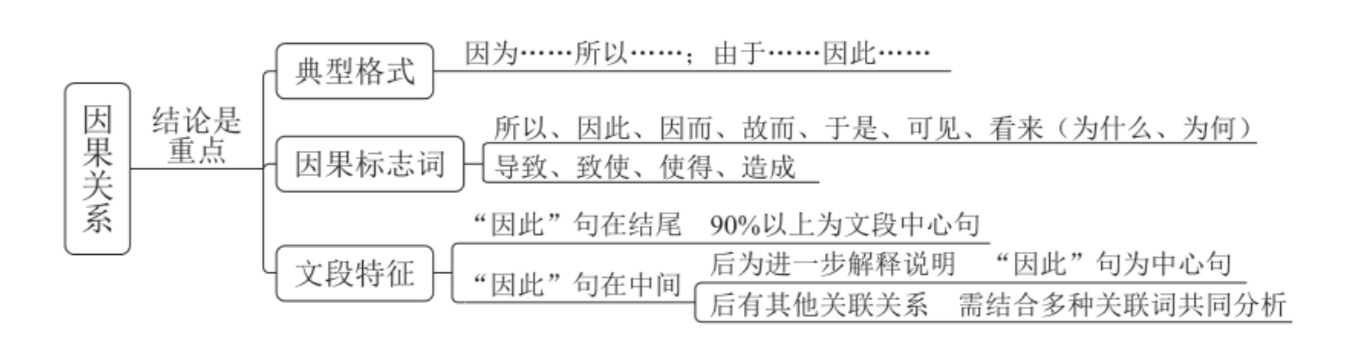 因果关系
结论是
重点
典型格式
因为……所以……；由于……因此……
因果标志词
所以、因此、因而、故而、于是、可见、看来（为什么、为何）
导致、致使、使得、造成
文段特征
“因此”句在结尾 90%以上为文段中心句
“因此”句在中间
后为进一步解释说明 “因此”句为中心句
后有其他关联关系 需结合多种关联词共同分析